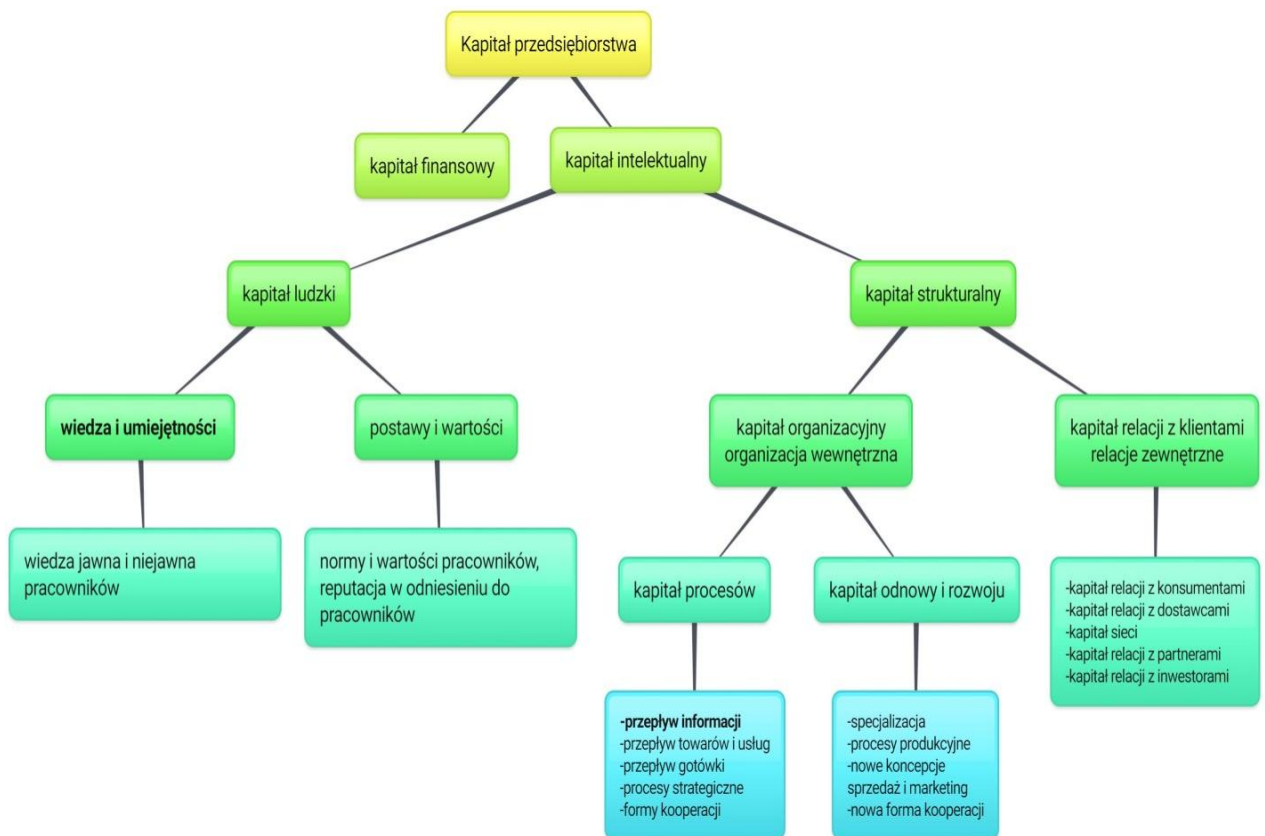 Kapitał przedsiębiorstwa
kapitał finansowy
kapitał intelektualny
kapitał ludzki
kapitał strukturalny
wiedza i umiejętności
postawy i wartości
kapitał organizacyjny
organizacja wewnętrzna
kapitał relacji z klientami
relacje zewnętrzne
wiedza jawna i niejawna
pracowników
normy i wartości pracowników,
reputacja w odniesieniu do
pracowników
kapitał procesów
kapitał odnowy i rozwoju
-kapitał relacji z konsumentami
-kapitał relacji z dostawcami
-kapitał sieci
-kapitał relacji z partnerami
-kapitał relacji z inwestorami
-przepływ informacji
-przepływ towarów i usług
-przepływ gotówki
-procesy strategiczne
-formy kooperacji
-specjalizacja
-procesy produkcyjne
-nowe koncepcje
sprzedaż i marketing
-nowa forma kooperacji